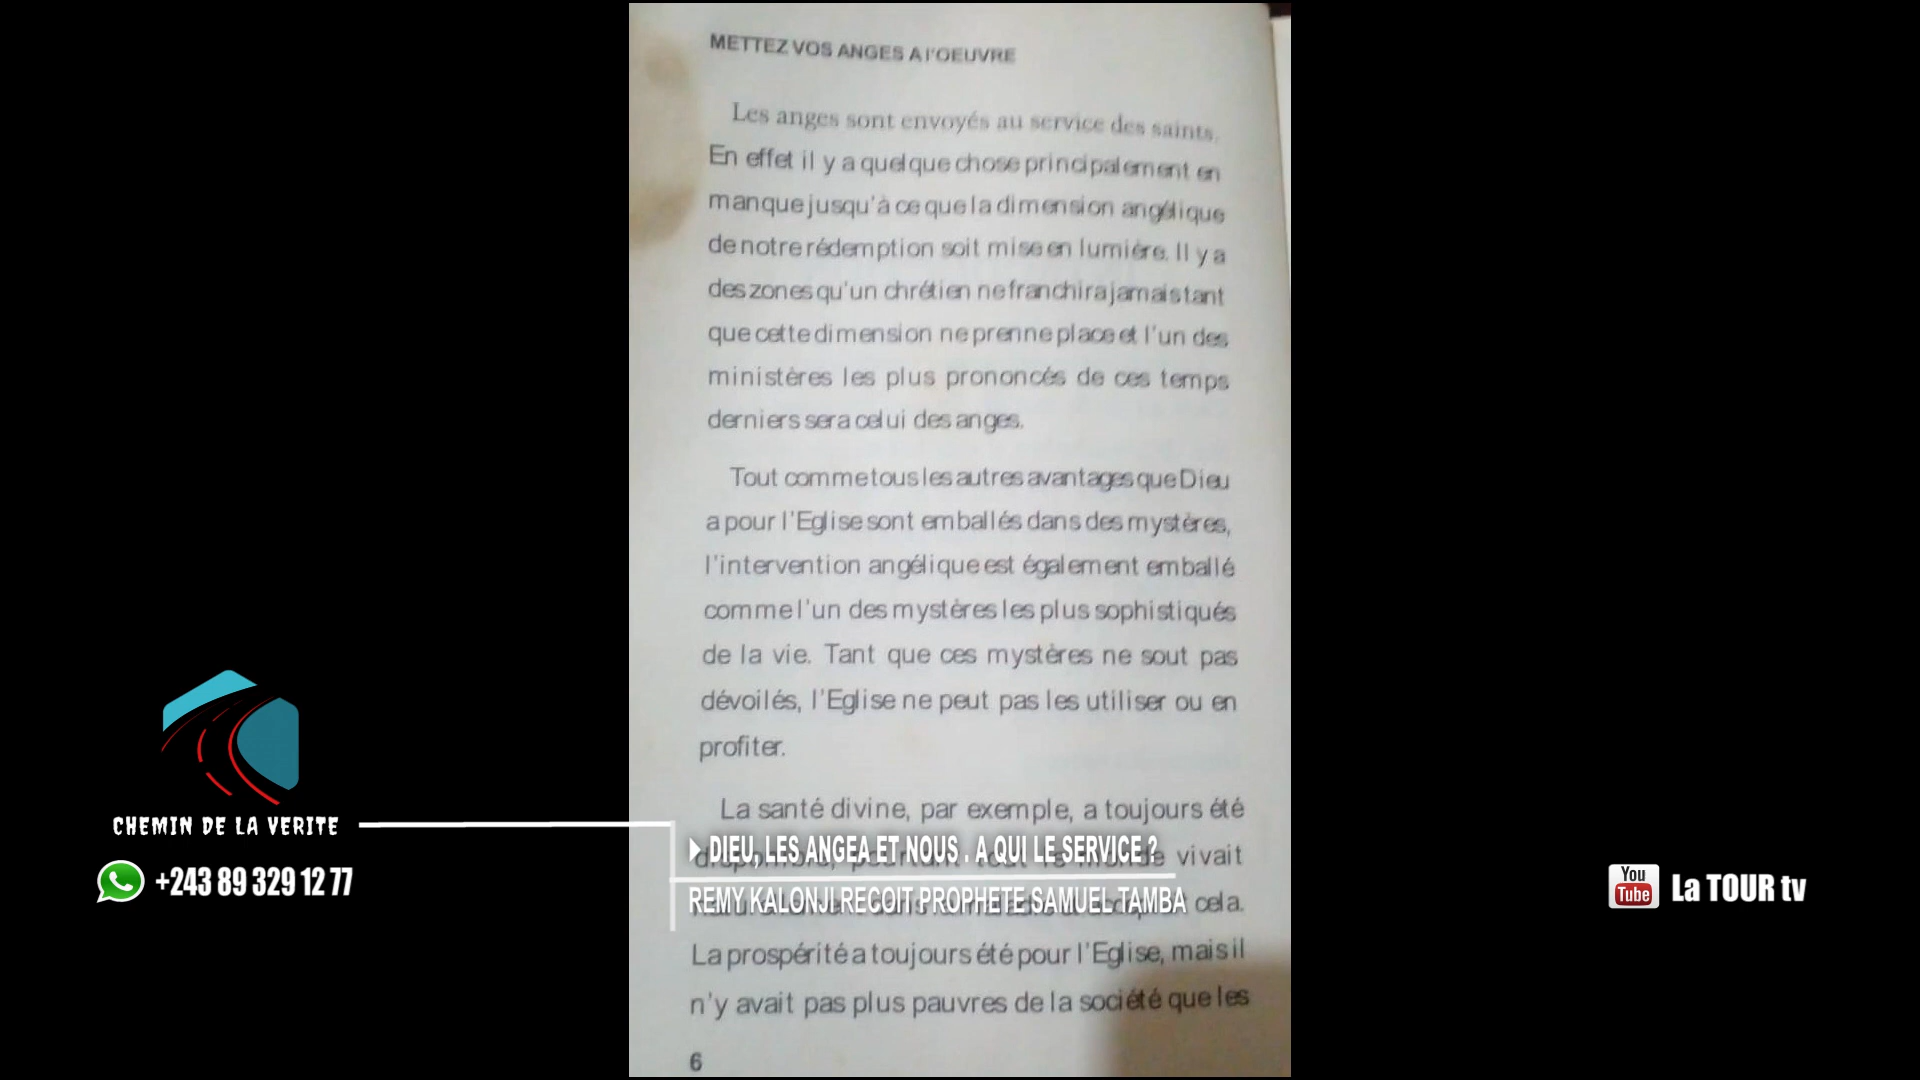 METTEZ VOS ANGES A l'OEUVRE
Les anges sont envoyés au service des saints.
En effet il y a quelque chose principalement en
manque jusqu'à ce que la dimension angélique
de notre rédemption soit mise en lumière. Il y a
des zones qu'un chrétien ne franchira jamais tant
que cette dimension ne prenne place et l'un des
ministères les plus prononcés de ces temps
derniers sera celui des anges.
Tout comme tous les autres avantages que Dieu
a pour l'Eglise sont emballés dans des mystères,
l'intervention angélique est également emballé
comme l'un des mystères les plus sophistiqués
de la vie. Tant que ces mystères ne sout pas
dévoilés, l'Eglise ne peut pas les utiliser ou en
profiter.
La santé divine, par exemple, a toujours été
vivait
cela.
La prospérité a toujours été pour l'Eglise, mais il
n'y avait pas plus pauvres de la société que les
6
CHEMIN DE LA VERITE
+243 89 329 12 77
DIEU, LES ANGEA ET NOUS . A QUI LE SERVICE ?
REMY KALONJI RECOIT PROPHETE SAMUEL TAMBA
You Tube La TOUR tv